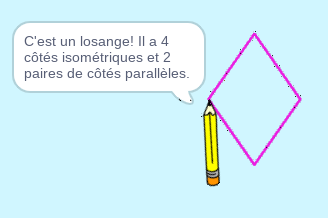 C'est un losange! Il a 4
côtés isométriques et 2
paires de côtés parallèles.